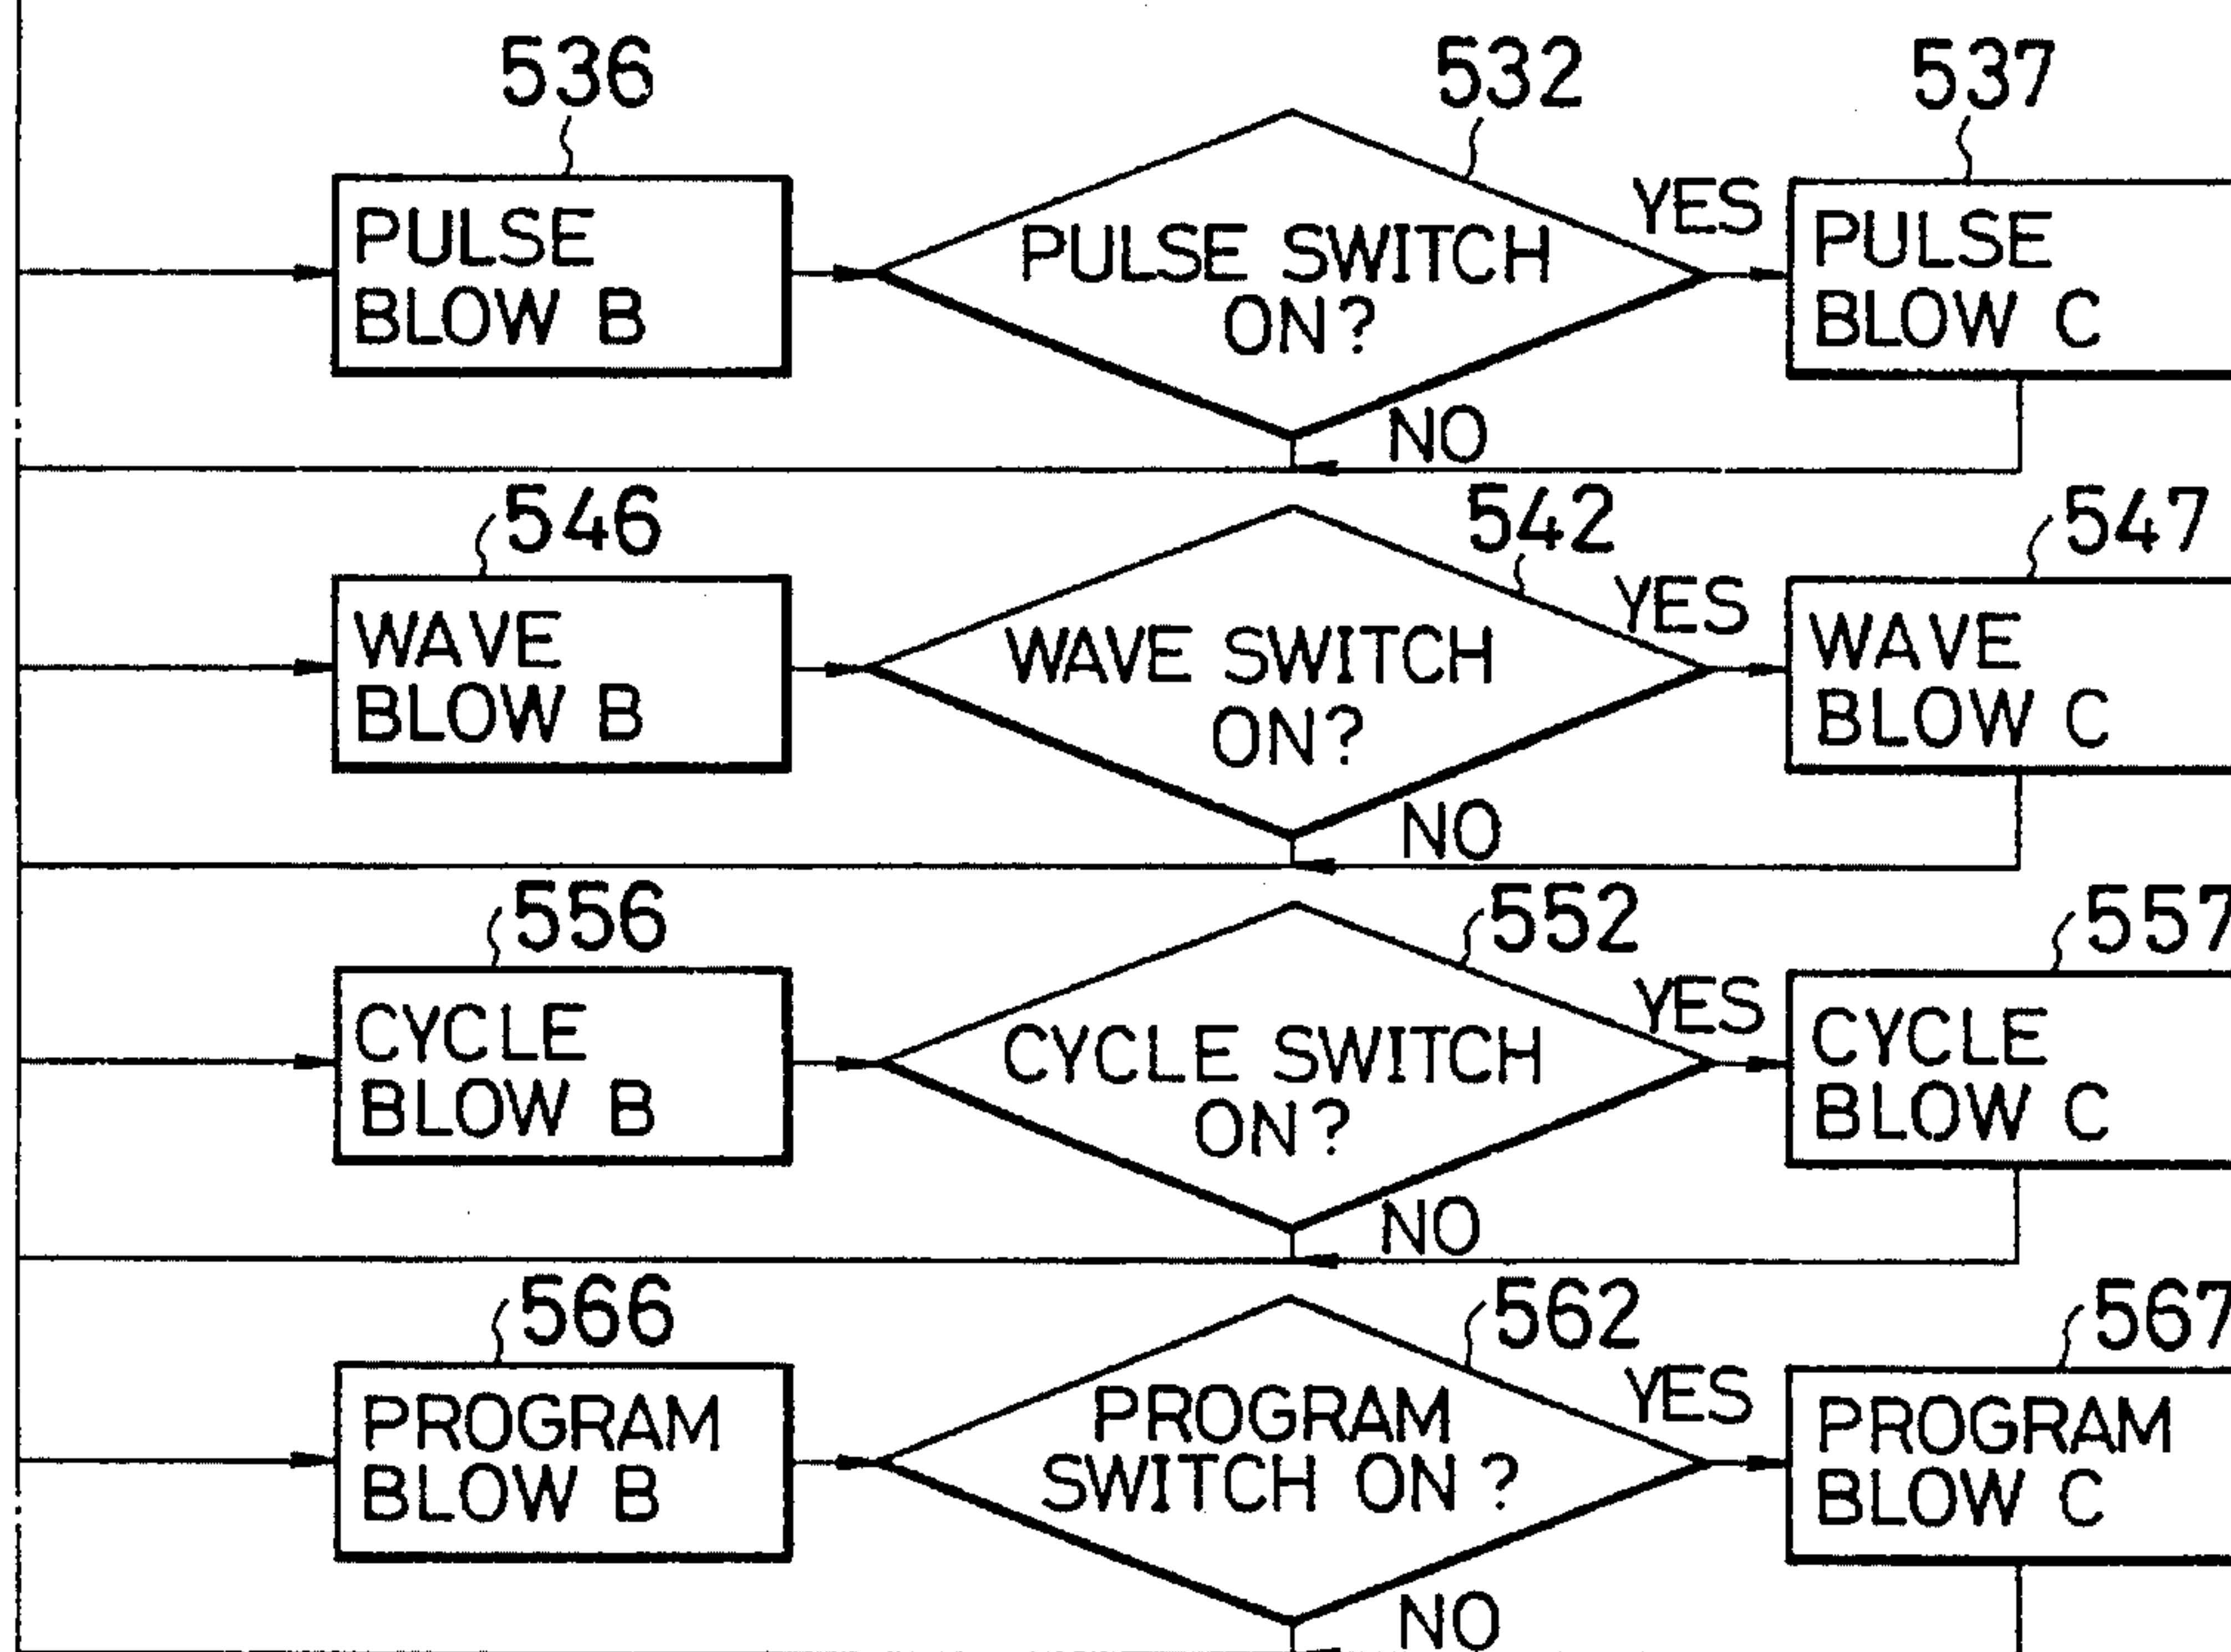 536
532
537
PULSE
BLOW B
PULSE SWITCH
ON?
YES
PULSE
BLOW C
NO
546
542
547
WAVE
BLOW B
WAVE SWITCH
ON?
YES
WAVE
BLOW C
NO
556
552
557
CYCLE
BLOW B
CYCLE SWITCH
ON?
YES
CYCLE
BLOW C
NO
566
562
567
PROGRAM
BLOW B
PROGRAM
SWITCH ON ?
YES
PROGRAM
BLOW C
NO